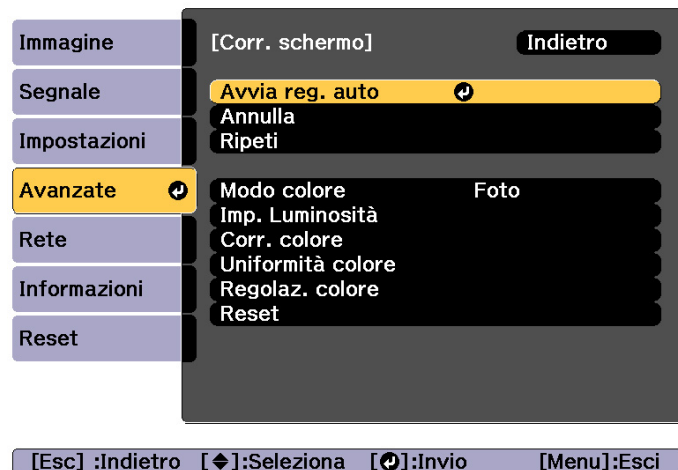 Immagine
Segnale
Impostazioni
Avanzate
Rete
Informazioni
Reset
[Corr. schermo] Indietro
Avvia reg. auto
Annulla
Ripeti
Modo colore Foto
Imp. Luminosità
Corr. colore
Uniformità colore
Regolaz. colore
Reset
[Esc] :Indietro [◆]:Seleziona [↵]:Invio [Menu]:Esci